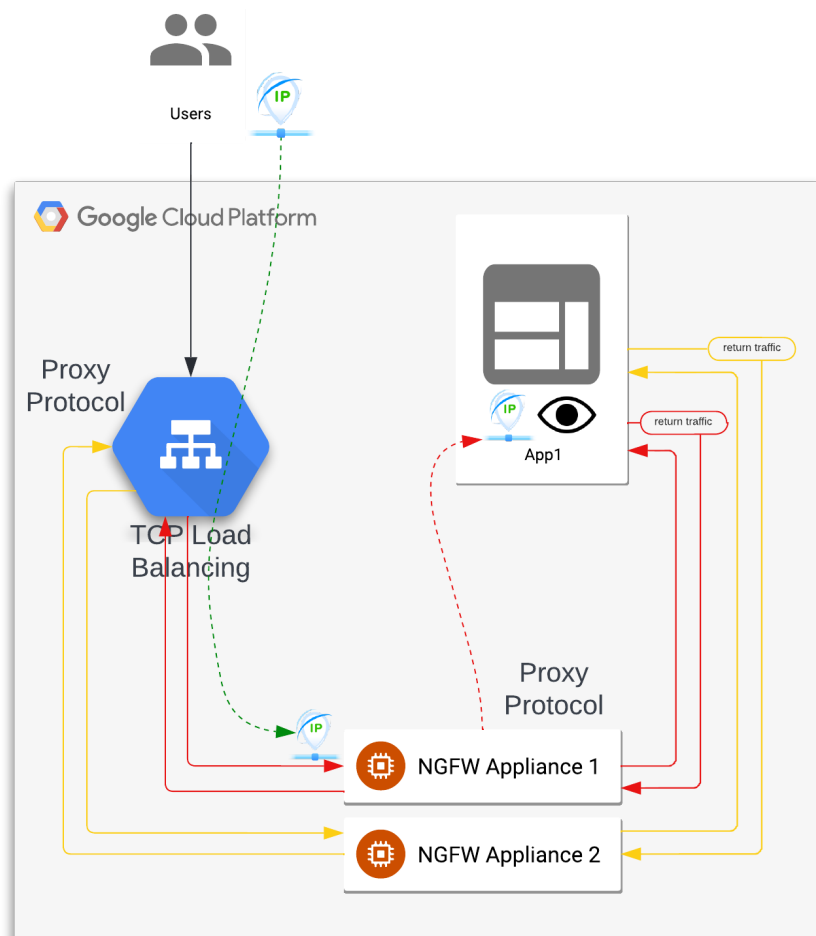 IP
Users
Google Cloud Platform
Proxy
Protocol
return traffic
IP
return traffic
App1
TCP Load
Balancing
Proxy
Protocol
IP
NGFW Appliance 1
NGFW Appliance 2